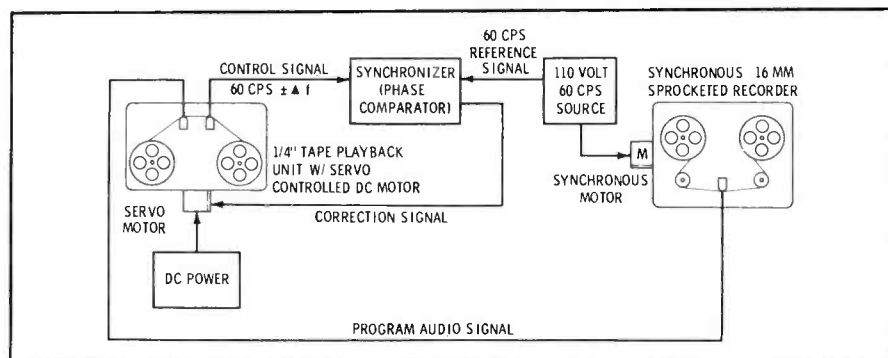 60 CPS
REFERENCE
SIGNAL
CONTROL SIGNAL
60 CPS ± ▲ f
SYNCHRONIZER
(PHASE
COMPARATOR)
110 VOLT
60 CPS
SOURCE
SYNCHRONOUS 16 MM
SPROCKETED RECORDER
1/4" TAPE PLAYBACK
UNIT W/ SERVO
CONTROLLED DC MOTOR
M
SYNCHRONOUS
MOTOR
SERVO
MOTOR
CORRECTION SIGNAL
DC POWER
PROGRAM AUDIO SIGNAL